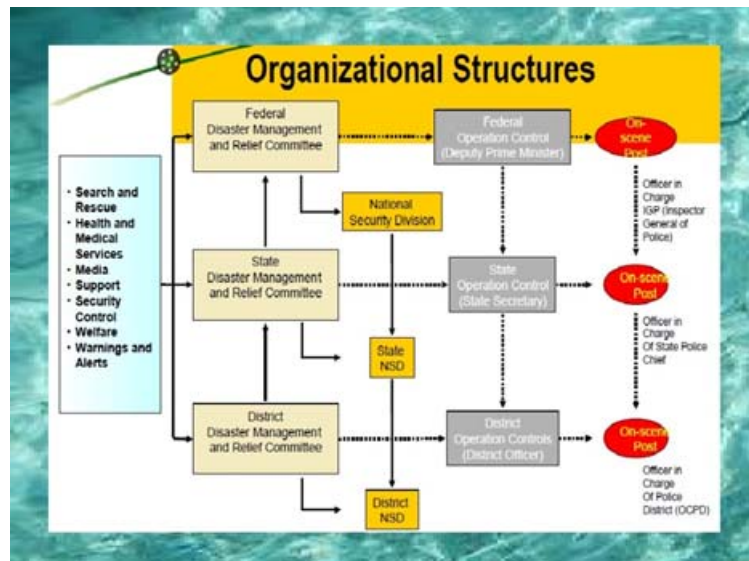 Organizational Structures
Federal
Disaster Management
and Relief Committee
Federal
Operation Control
(Deputy Prime Minister)
On-
scene
Post
• Search and
Rescue
• Health and
Medical
Services
• Media
• Support
• Security
Control
• Welfare
• Warnings and
Alerts
National
Security Division
Officer in
Charge
IGP (Inspector
General of
Police)
State
Disaster Management
and Relief Committee
State
Operation Control
(State Secretary)
On-scene
Post
State
NSD
Officer in
Charge
Of State Police
Chief
District
Disaster Management
and Relief Committee
District
Operation Controls
(District Officer)
On-scene
Post
District
NSD
Officer in
Charge
Of Police
District (OCPD)